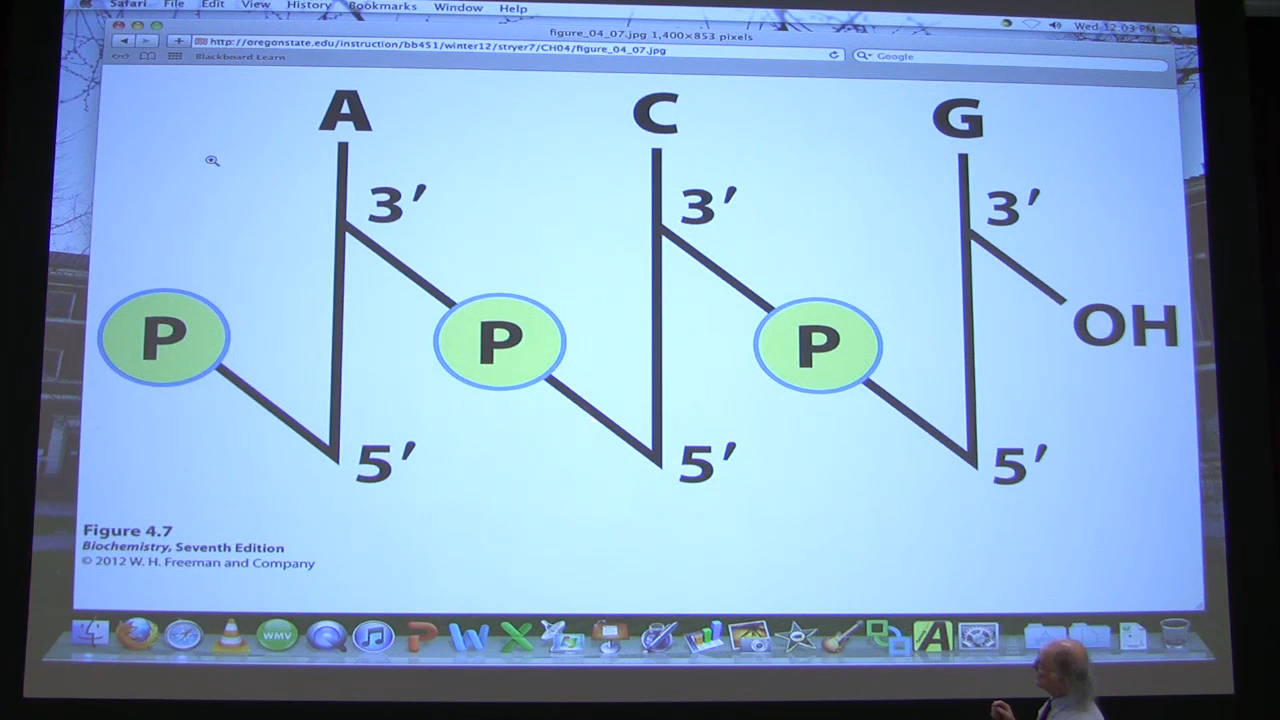 Safari File Edit View History Bookmarks Window Help Wed 12:03 PM
figure_04_07.jpg 1,400×853 pixels
http://oregonstate.edu/instruction/bb451/winter12/stryer7/CH04/figure_04_07.jpg Google
Blackboard Learn
A C G
3′ 3′ 3′
P P P OH
5′ 5′ 5′
Figure 4.7
Biochemistry, Seventh Edition
© 2012 W. H. Freeman and Company
WMV P W X A